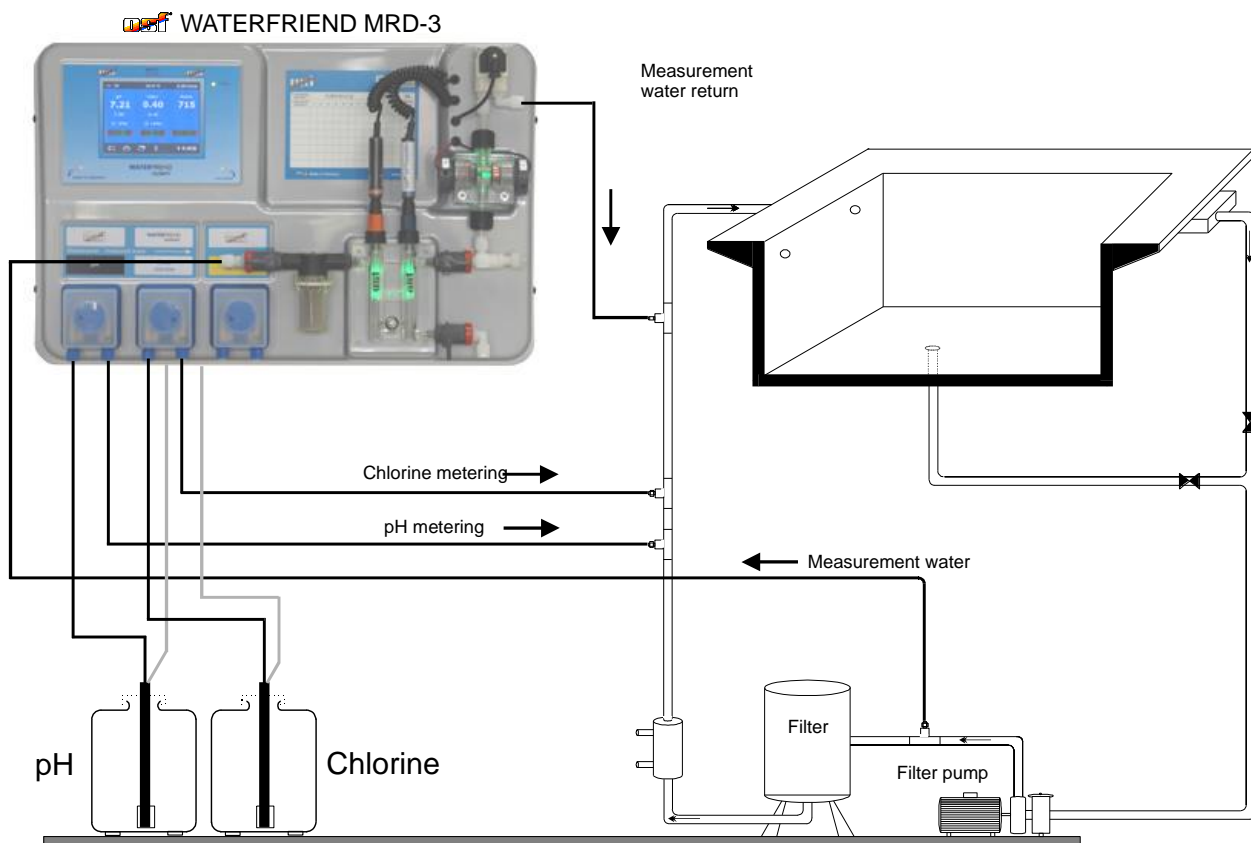 osf WATERFRIEND MRD-3
Measurement
water return
7.21 0.40 715
Chlorine metering
pH metering
Measurement water
Filter
Filter pump
pH
Chlorine